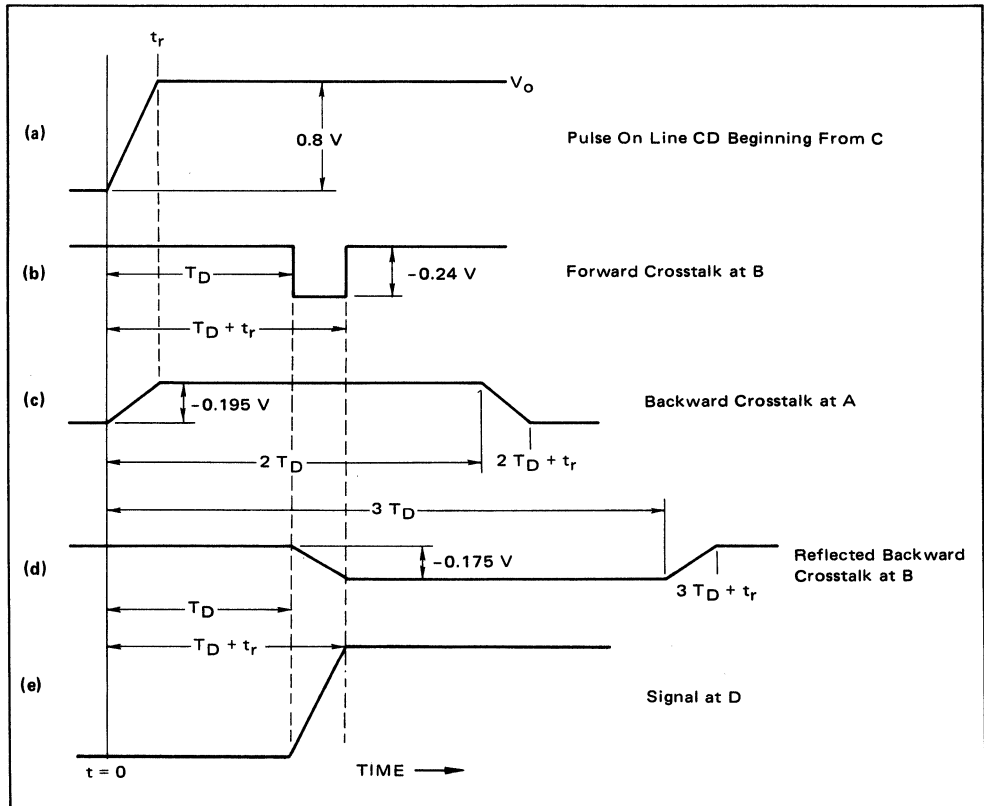 t_r
V_o
(a)
0.8 V
Pulse On Line CD Beginning From C
(b)
T_D
-0.24 V
Forward Crosstalk at B
T_D + t_r
(c)
-0.195 V
Backward Crosstalk at A
2 T_D
2 T_D + t_r
3 T_D
(d)
-0.175 V
Reflected Backward
Crosstalk at B
3 T_D + t_r
T_D
T_D + t_r
(e)
Signal at D
t = 0
TIME